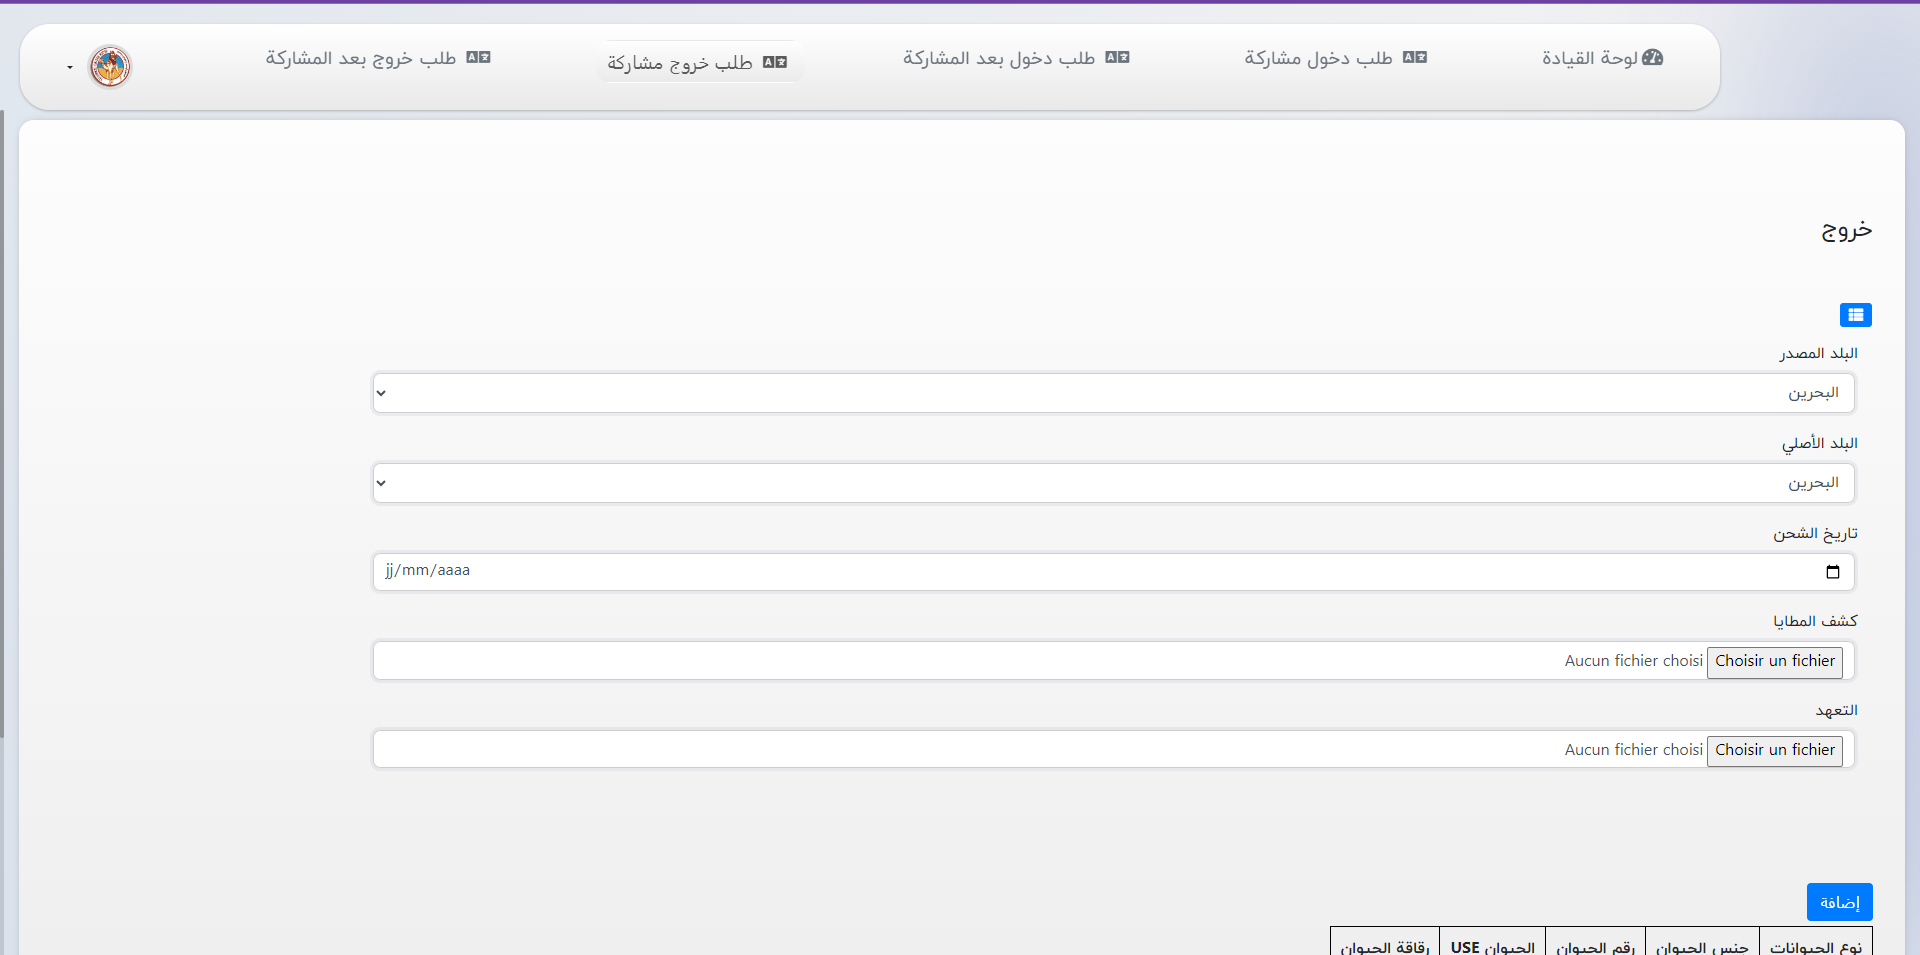 لوحة القيادة
طلب دخول مشاركة
طلب دخول بعد المشاركة
طلب خروج مشاركة
طلب خروج بعد المشاركة
خروج
البلد المصدر
البحرين
البلد الأصلي
البحرين
تاريخ الشحن
jj/mm/aaaa
كشف المطايا
Choisir un fichier Aucun fichier choisi
التعهد
Choisir un fichier Aucun fichier choisi
إضافة
نوع الحيوانات جنس الحيوان رقم الحيوان الحيوان USE رقاقة الحيوان